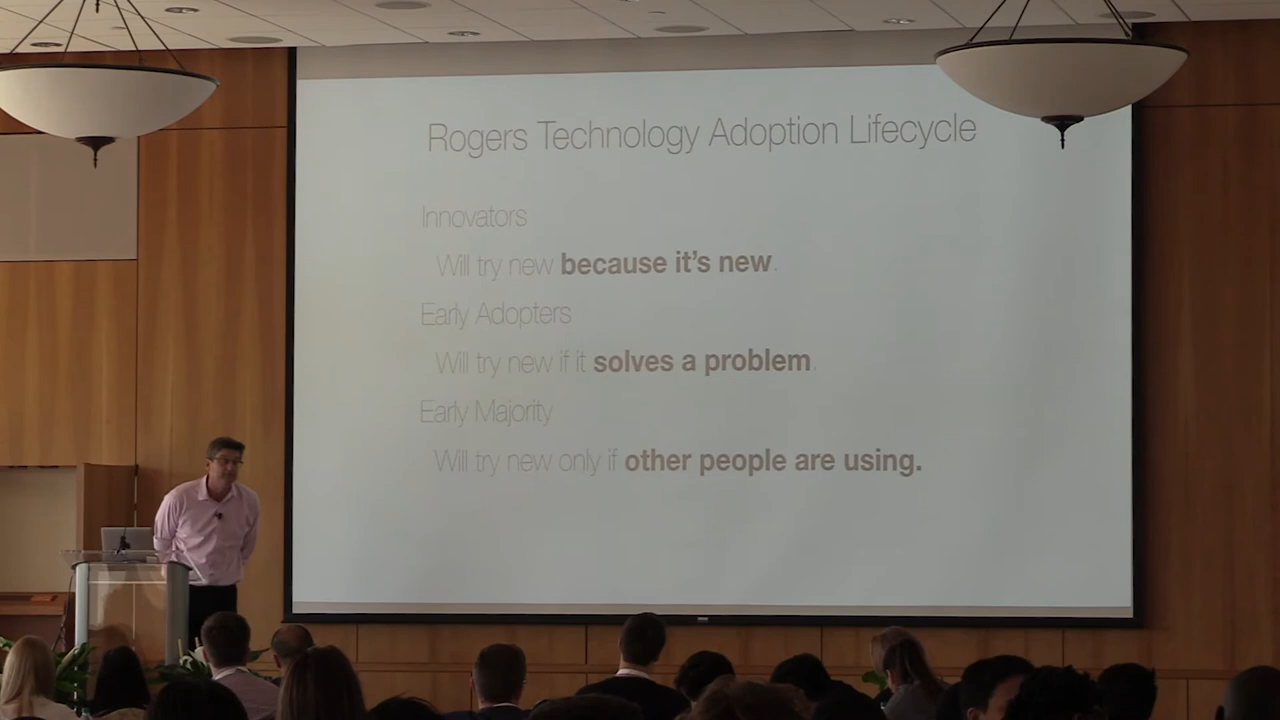 Rogers Technology Adoption Lifecycle
Innovators
Will try new because it's new.
Early Adopters
Will try new if it solves a problem.
Early Majority
Will try new only if other people are using.